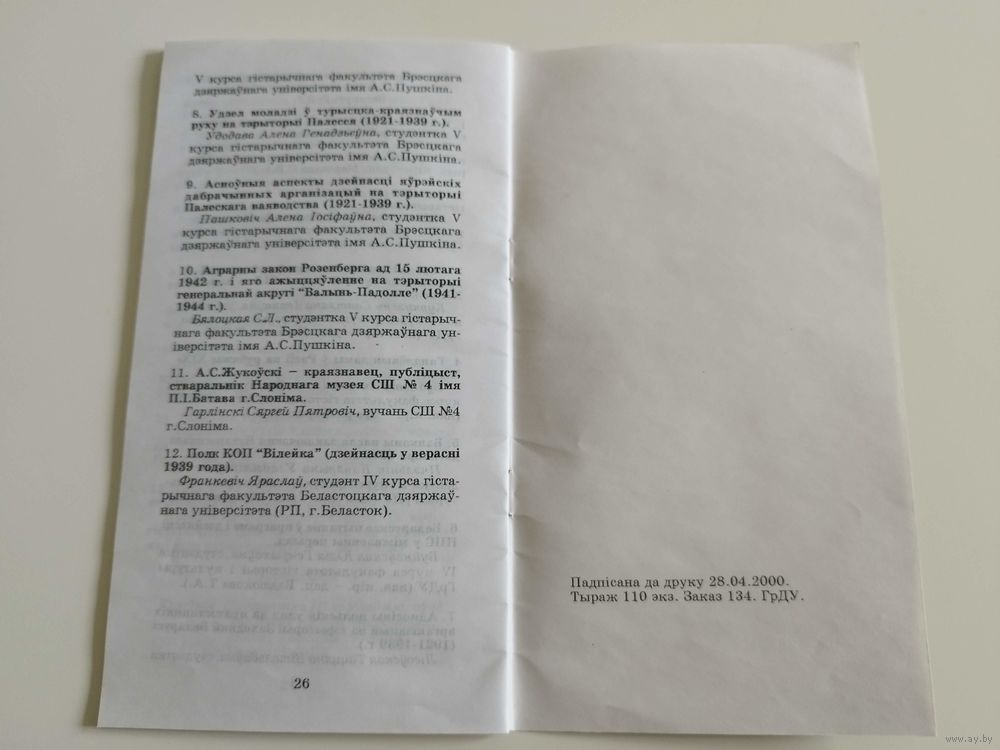 V курса гістарычнага факультэта Брэсцкага
дзяржаўнага універсітэта імя А.С.Пушкіна.
8. Удзел моладзі ў турысцка-краязнаўчым
руху на тэрыторыі Палесся (1921-1939 г.).
Удодава Алена Генадзьеўна, студэнтка V
курса гістарычнага факультэта Брэсцкага
дзяржаўнага універсітэта імя А.С.Пушкіна.
9. Асноўныя аспекты дзейнасці яўрэйскіх
дабрачынных арганізацый на тэрыторыі
Палескага ваяводства (1921-1939 г.).
Пашковіч Алена Іосіфаўна, студэнтка V
курса гістарычнага факультэта Брэсцкага
дзяржаўнага універсітэта імя А.С.Пушкіна.
10. Аграрны закон Розенберга ад 15 лютага
1942 г. і яго ажыццяўленне на тэрыторыі
генеральнай акругі “Валынь-Падолле” (1941-
1944 г.).
Бялоцкая С.Л., студэнтка V курса гістарыч-
нага факультэта Брэсцкага дзяржаўнага ун-
іверсітэта імя А.С.Пушкіна.
11. А.С.Жукоўскі – краязнавец, публіцыст,
стваральнік Народнага музея СШ № 4 імя
П.І.Батава г.Слоніма.
Гарлінскі Сяргей Пятровіч, вучань СШ №4
г.Слоніма.
12. Полк КОП “Вілейка” (дзейнасць у верасні
1939 года).
Франкевіч Яраслаў, студэнт IV курса гіста-
рычнага факультэта Беластоцкага дзяржаў-
нага універсітэта (РП, г.Беласток).
26
Падпісана да друку 28.04.2000.
Тыраж 110 экз. Заказ 134. ГрДУ.
www.ay.by